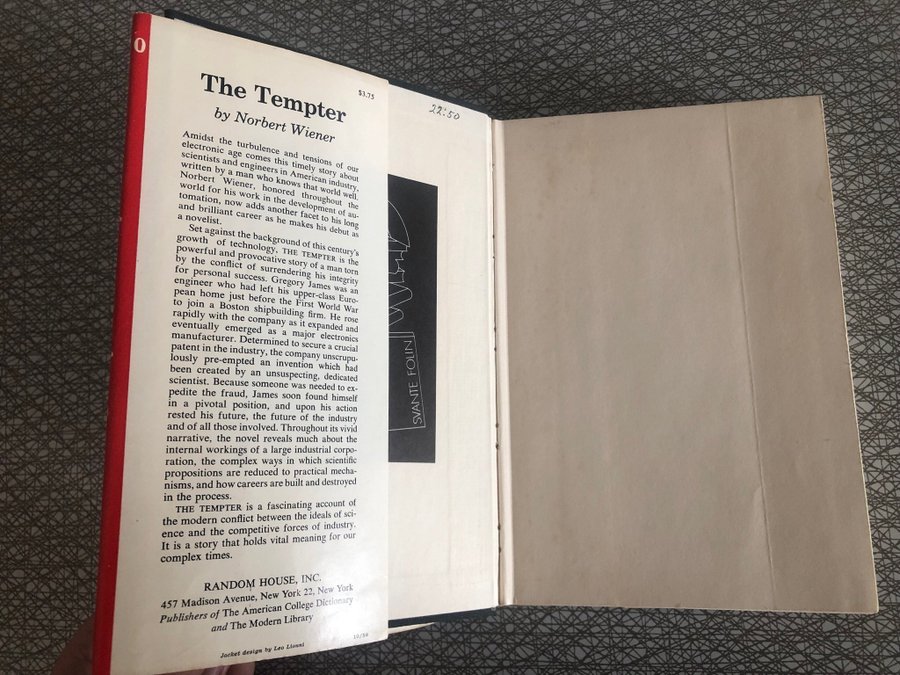 O
$3.75
The Tempter
by Norbert Wiener
Amidst the turbulence and tensions of our
electronic age comes this timely story about
scientists and engineers in American industry,
written by a man who knows that world well.
Norbert Wiener, honored throughout the
world for his work in the development of au-
tomation, now adds another facet to his long
and brilliant career as he makes his debut as
a novelist.
Set against the background of this century's
growth of technology, THE TEMPTER is the
powerful and provocative story of a man torn
by the conflict of surrendering his integrity
for personal success. Gregory James was an
engineer who had left his upper-class Euro-
pean home just before the First World War
to join a Boston shipbuilding firm. He rose
rapidly with the company as it expanded and
eventually emerged as a major electronics
manufacturer. Determined to secure a crucial
patent in the industry, the company unscrupu-
lously pre-empted an invention which had
been created by an unsuspecting, dedicated
scientist. Because someone was needed to ex-
pedite the fraud, James soon found himself
in a pivotal position, and upon his action
rested his future, the future of the industry
and of all those involved. Throughout its vivid
narrative, the novel reveals much about the
internal workings of a large industrial corpo-
ration, the complex ways in which scientific
propositions are reduced to practical mecha-
nisms, and how careers are built and destroyed
in the process.
THE TEMPTER is a fascinating account of
the modern conflict between the ideals of sci-
ence and the competitive forces of industry.
It is a story that holds vital meaning for our
complex times.
RANDOM HOUSE, INC.
457 Madison Avenue, New York 22, New York
Publishers of The American College Dictionary
and The Modern Library
Jacket design by Leo Lionni
10/59
22:50
SVANTE FOLIN